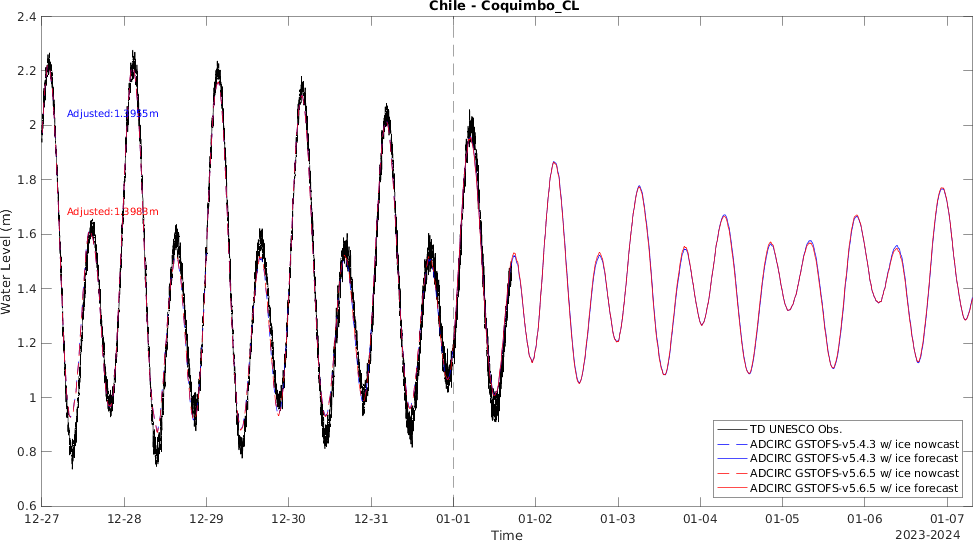 Chile - Coquimbo_CL
2.4
2.2
2
1.8
1.6
1.4
1.2
1
0.8
0.6
Water Level (m)
Adjusted:1.3955m
Adjusted:1.3983m
TD UNESCO Obs.
ADCIRC GSTOFS-v5.4.3 w/ ice nowcast
ADCIRC GSTOFS-v5.4.3 w/ ice forecast
ADCIRC GSTOFS-v5.6.5 w/ ice nowcast
ADCIRC GSTOFS-v5.6.5 w/ ice forecast
12-27 12-28 12-29 12-30 12-31 01-01 01-02 01-03 01-04 01-05 01-06 01-07
Time
2023-2024